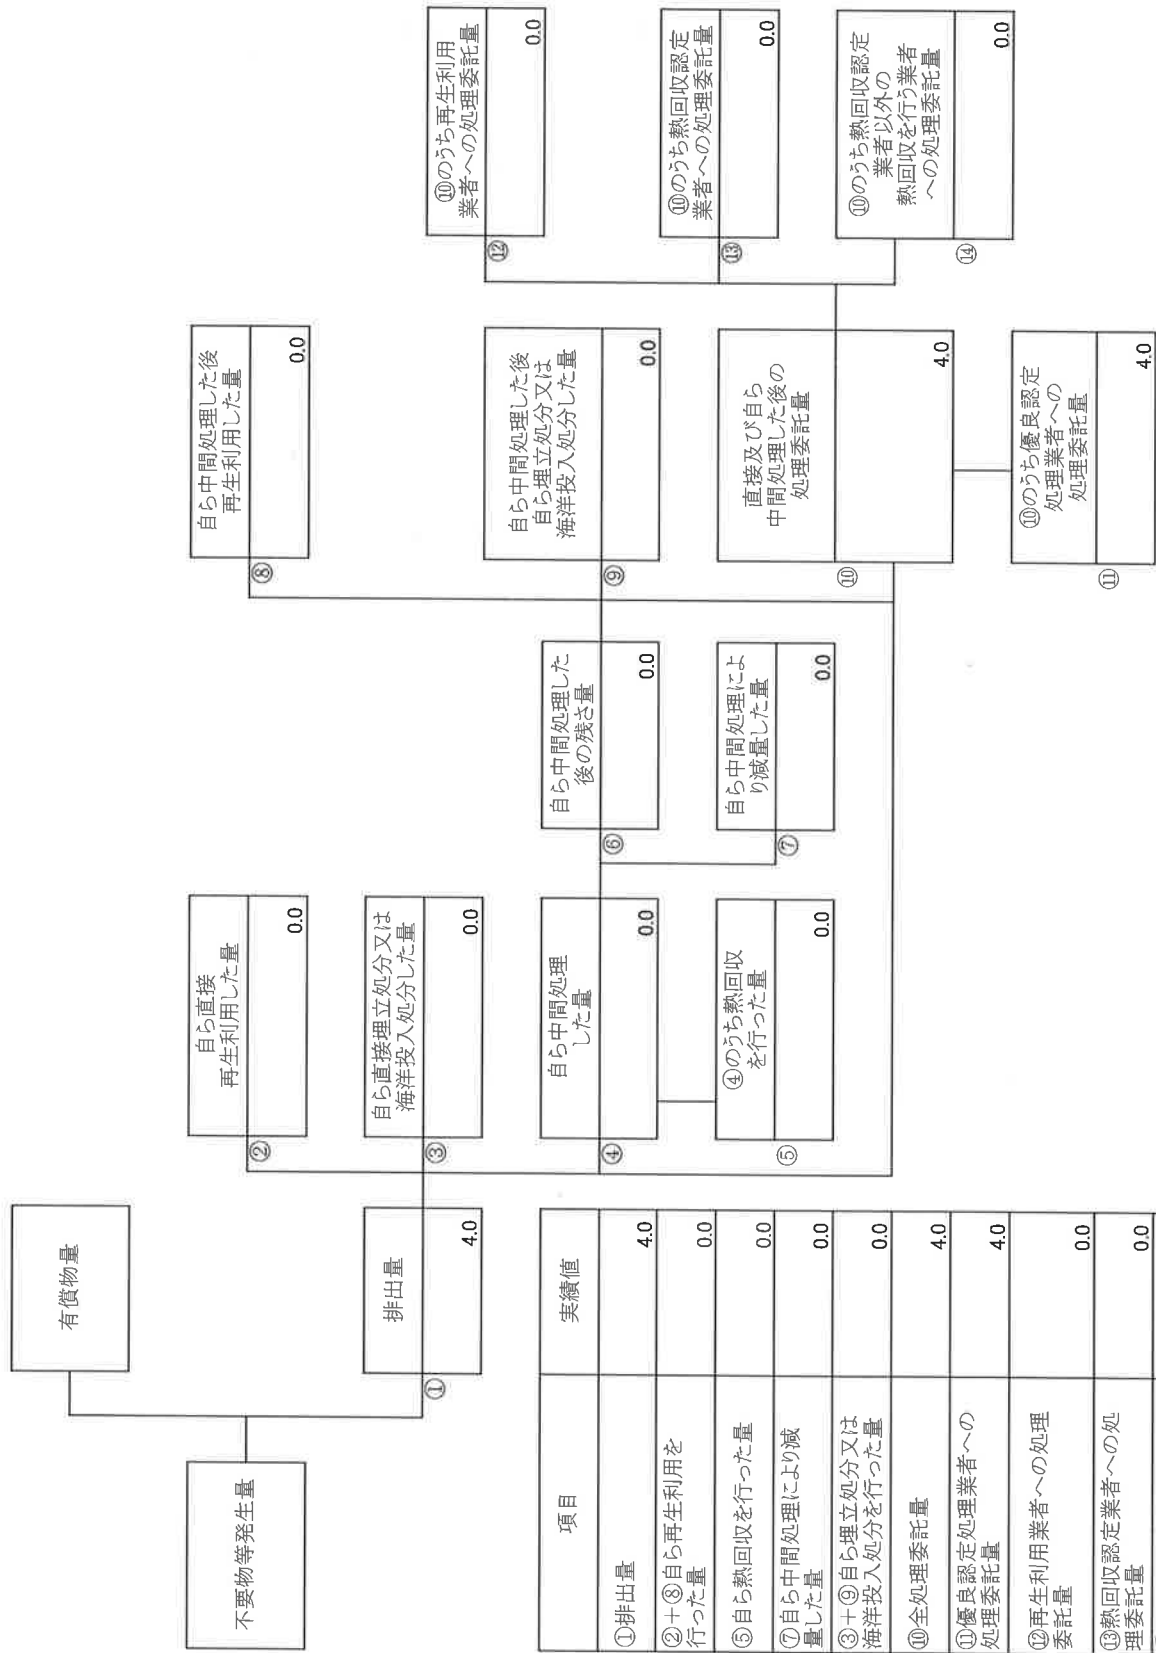 不要物等発生量
有償物量
排出量
①
4.0
自ら直接
再生利用した量
②
0.0
自ら直接埋立処分又は
海洋投入処分した量
③
0.0
自ら中間処理
した量
④
0.0
④のうち熱回収
を行った量
⑤
0.0
自ら中間処理した
後の残さ量
⑥
0.0
自ら中間処理によ
り減量した量
⑦
0.0
自ら中間処理した後
再生利用した量
⑧
0.0
自ら中間処理した後
自ら埋立処分又は
海洋投入処分した量
⑨
0.0
直接及び自ら
中間処理した後の
処理委託量
⑩
4.0
⑩のうち優良認定
処理業者への
処理委託量
⑪
4.0
⑩のうち再生利用
業者への処理委託量
⑫
0.0
⑩のうち熱回収認定
業者への処理委託量
⑬
0.0
⑩のうち熱回収認定
業者以外の
熱回収を行う業者
への処理委託量
⑭
0.0
項目 実績値
①排出量 4.0
②+⑧自ら再生利用を
行った量 0.0
⑤自ら熱回収を行った量 0.0
⑦自ら中間処理により減
量した量 0.0
③+⑨自ら埋立処分又は
海洋投入処分を行った量 0.0
⑩全処理委託量 4.0
⑪優良認定処理業者への
処理委託量 4.0
⑫再生利用業者への処理
委託量 0.0
⑬熱回収認定業者への処
理委託量 0.0